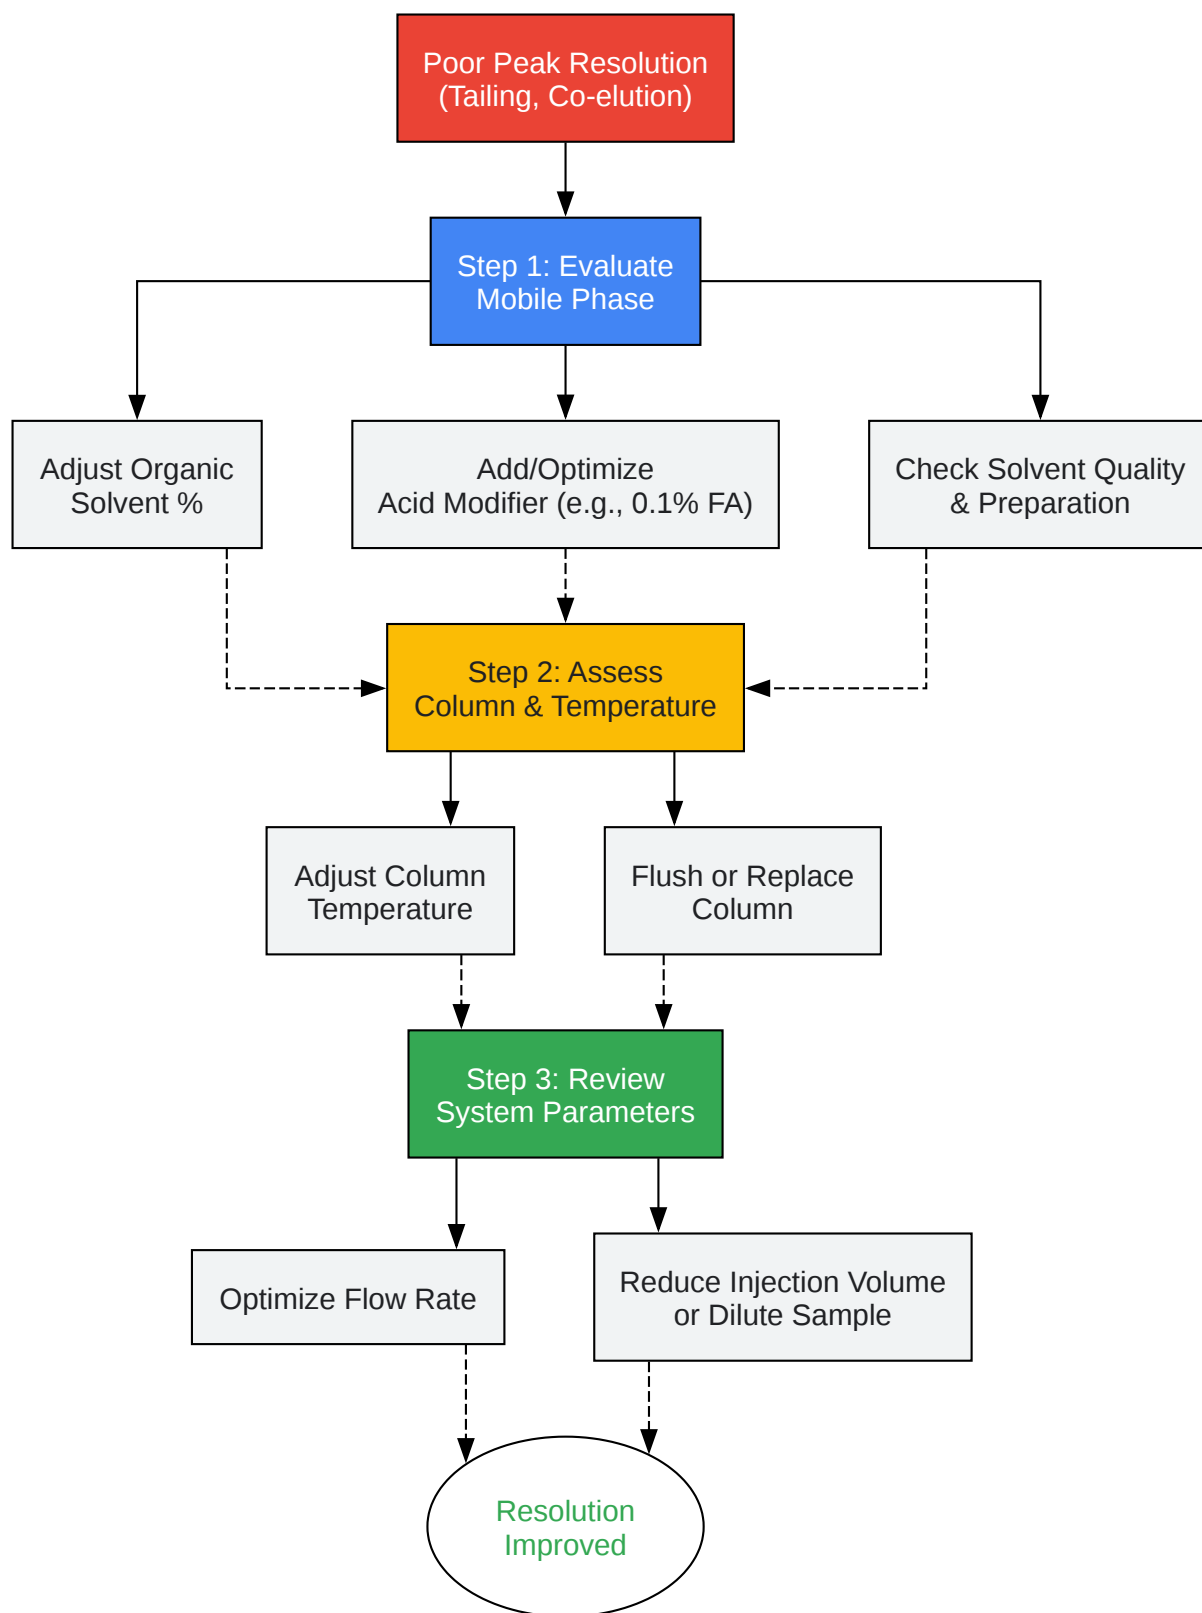 Poor Peak Resolution
(Tailing, Co-elution)
Step 1: Evaluate
Mobile Phase
Adjust Organic
Solvent %
Add/Optimize
Acid Modifier (e.g., 0.1% FA)
Check Solvent Quality
& Preparation
Step 2: Assess
Column & Temperature
Adjust Column
Temperature
Flush or Replace
Column
Step 3: Review
System Parameters
Optimize Flow Rate
Reduce Injection Volume
or Dilute Sample
Resolution
Improved